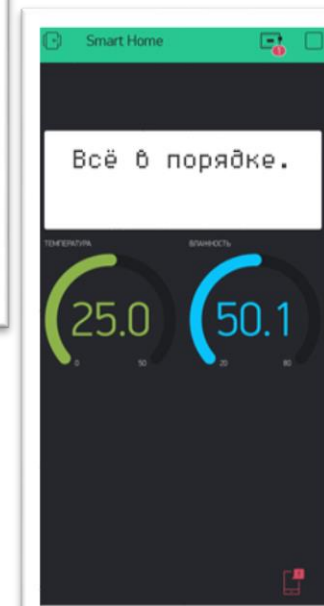 Smart Home
Всё в порядке.
ТЕМПЕРАТУРА ВЛАЖНОСТЬ
25.0 50.1
0 50 20 80